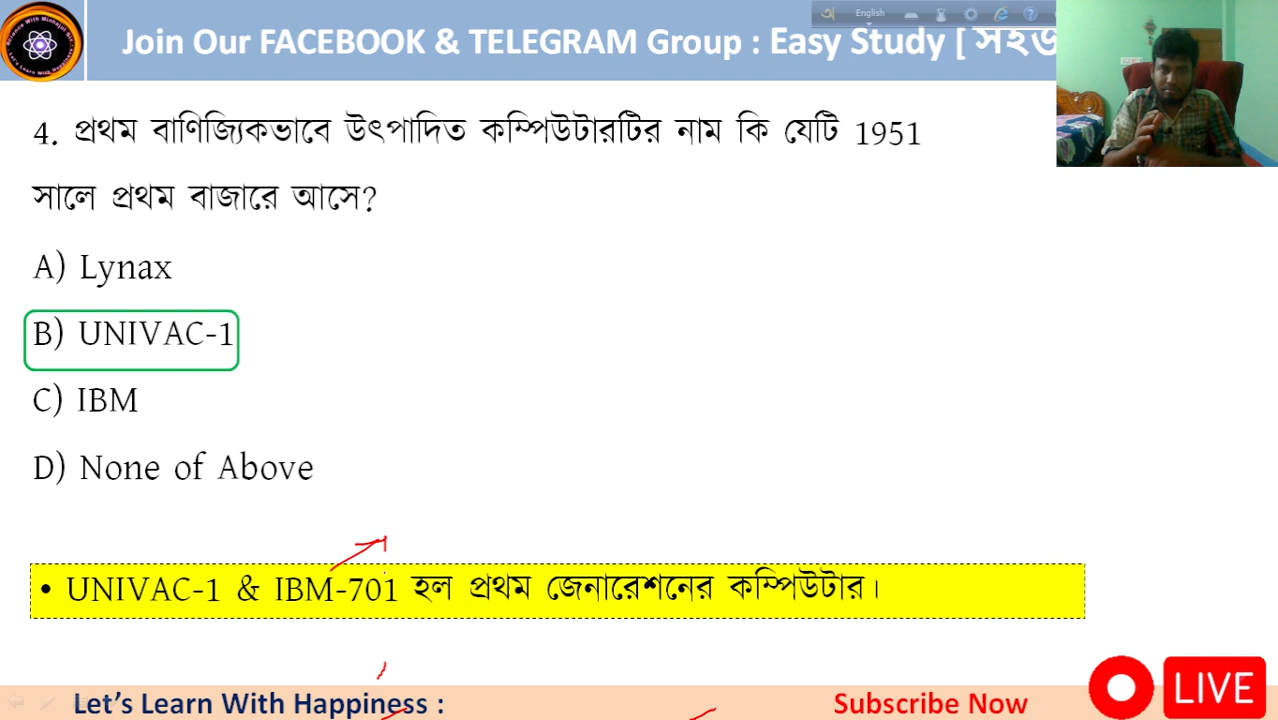 Join Our FACEBOOK & TELEGRAM Group : Easy Study [
English
4. প্রথম বাণিজ্যিকভাবে উৎপাদিত কম্পিউটারটির নাম কি যেটি 1951
সালে প্রথম বাজারে আসে?
A) Lynax
B) UNIVAC-1
C) IBM
D) None of Above
• UNIVAC-1 & IBM-701 হল প্রথম জেনারেশনের কম্পিউটার।
Let's Learn With Happiness :
Subscribe Now
LIVE